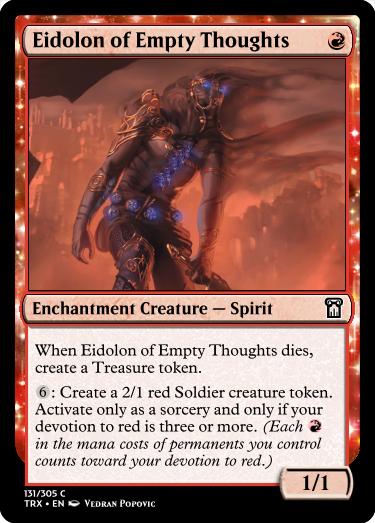 Eidolon of Empty Thoughts
Enchantment Creature — Spirit
When Eidolon of Empty Thoughts dies,
create a Treasure token.
6: Create a 2/1 red Soldier creature token.
Activate only as a sorcery and only if your
devotion to red is three or more. (Each
in the mana costs of permanents you control
counts toward your devotion to red.)
1/1
131/305 C
TRX • EN Vedran Popovic